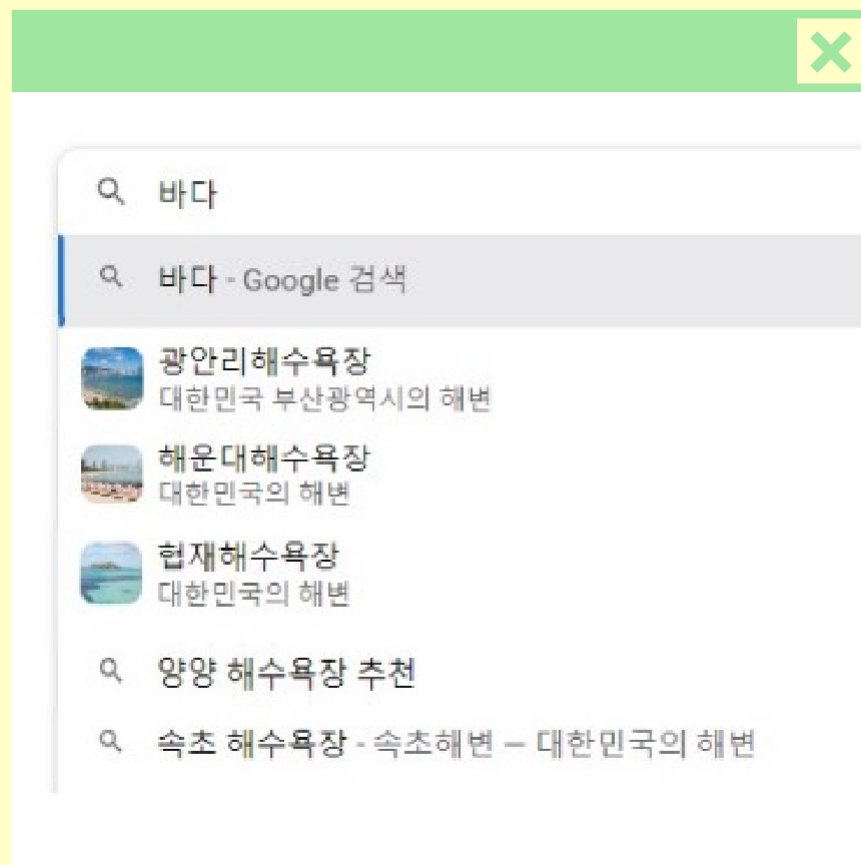 바다
바다 - Google 검색
광안리해수욕장
대한민국 부산광역시의 해변
해운대해수욕장
대한민국의 해변
협재해수욕장
대한민국의 해변
양양 해수욕장 추천
속초 해수욕장 - 속초해변 – 대한민국의 해변